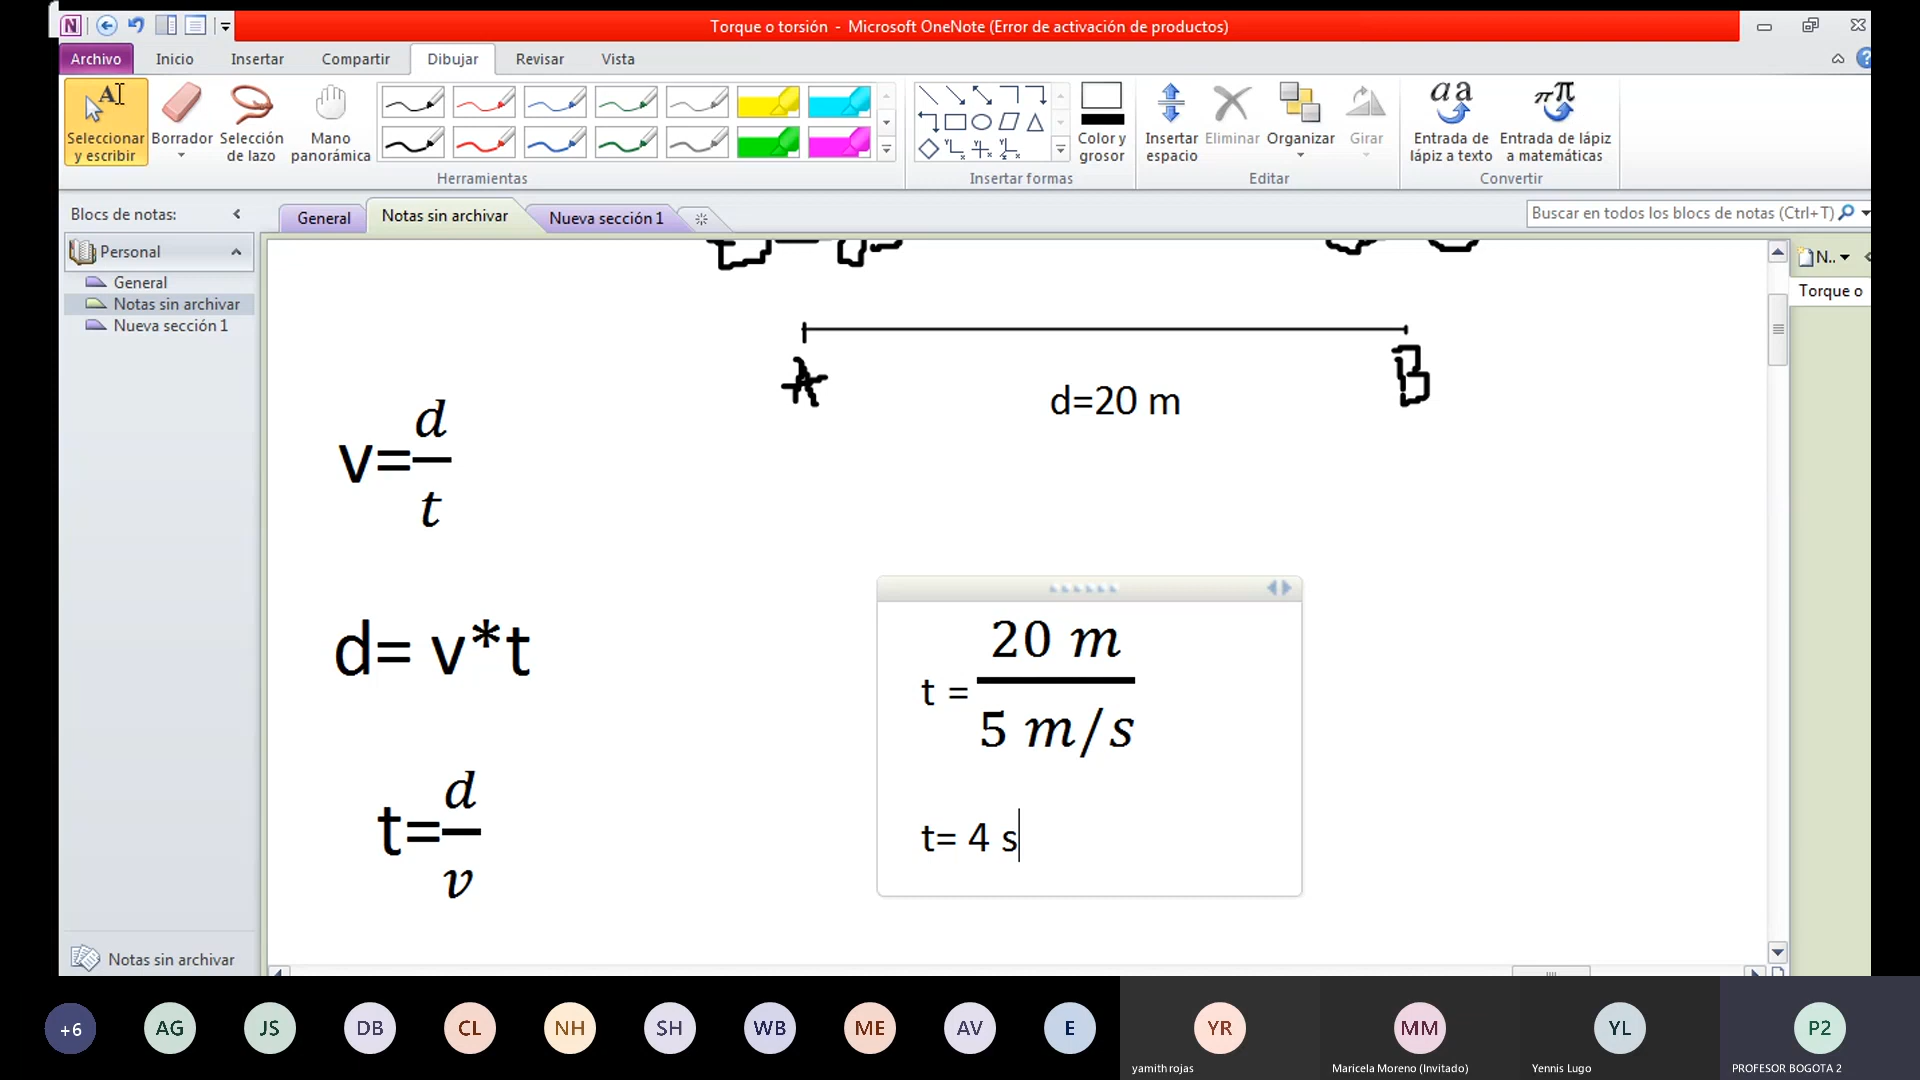 Torque o torsión - Microsoft OneNote (Error de activación de productos)
Archivo Inicio Insertar Compartir Dibujar Revisar Vista
Seleccionar y escribir
Borrador
Selección de lazo
Mano panorámica
Color y grosor
Insertar espacio
Eliminar
Organizar
Girar
Entrada de lápiz a texto
Entrada de lápiz a matemáticas
Herramientas
Insertar formas
Editar
Convertir
Blocs de notas:
General
Notas sin archivar
Nueva sección 1
Buscar en todos los blocs de notas (Ctrl+T)
Personal
General
Notas sin archivar
Nueva sección 1
N..
Torque o
A
B
d=20 m
v=d/t
d= v*t
t=d/v
t = 20 m / 5 m/s
t= 4 s
Notas sin archivar
+6 AG JS DB CL NH SH WB ME AV E YR MM YL P2
yamith rojas
Maricela Moreno (Invitado)
Yennis Lugo
PROFESOR BOGOTA 2